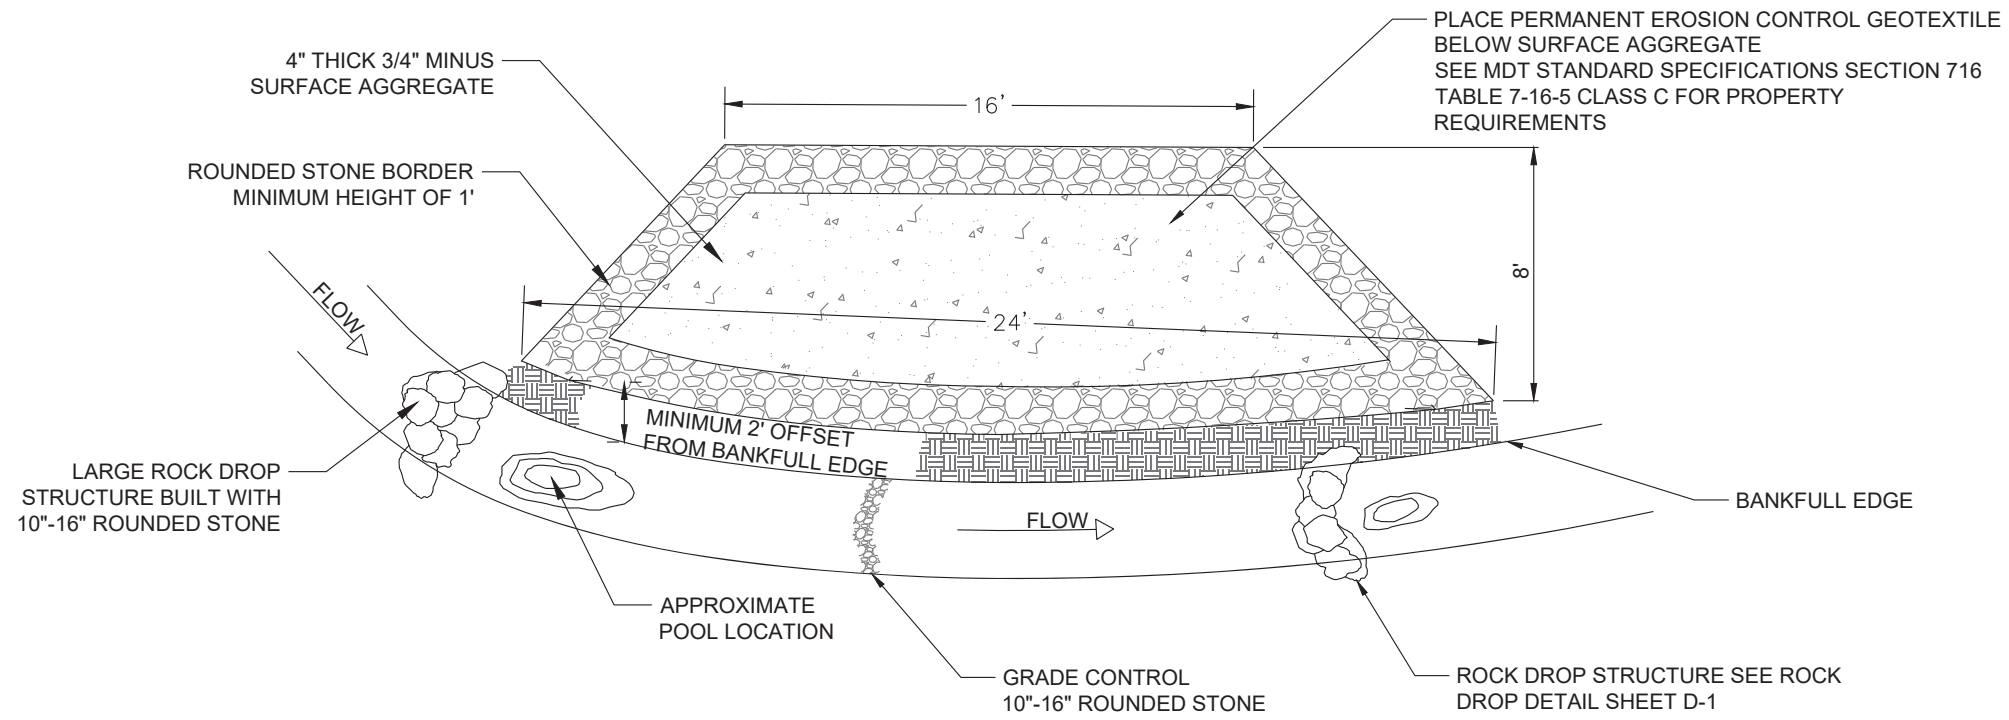 PLACE PERMANENT EROSION CONTROL GEOTEXTILE
BELOW SURFACE AGGREGATE
SEE MDT STANDARD SPECIFICATIONS SECTION 716
TABLE 7-16-5 CLASS C FOR PROPERTY
REQUIREMENTS
4" THICK 3/4" MINUS
SURFACE AGGREGATE
16'
ROUNDED STONE BORDER
MINIMUM HEIGHT OF 1'
8'
FLOW
24'
MINIMUM 2' OFFSET
FROM BANKFULL EDGE
LARGE ROCK DROP
STRUCTURE BUILT WITH
10"-16" ROUNDED STONE
BANKFULL EDGE
FLOW
APPROXIMATE
POOL LOCATION
GRADE CONTROL
10"-16" ROUNDED STONE
ROCK DROP STRUCTURE SEE ROCK
DROP DETAIL SHEET D-1